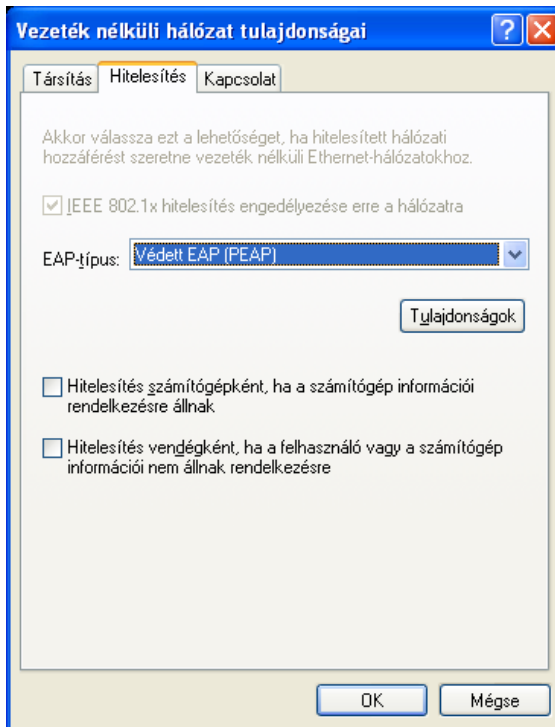 Vezeték nélküli hálózat tulajdonságai
Társítás Hitelesítés Kapcsolat
Akkor válassza ezt a lehetőséget, ha hitelesített hálózati
hozzáférést szeretne vezeték nélküli Ethernet-hálózatokhoz.
IEEE 802.1x hitelesítés engedélyezése erre a hálózatra
EAP-típus: Védett EAP (PEAP)
Tulajdonságok
Hitelesítés számítógépként, ha a számítógép információi
rendelkezésre állnak
Hitelesítés vendégként, ha a felhasználó vagy a számítógép
információi nem állnak rendelkezésre
OK Mégse